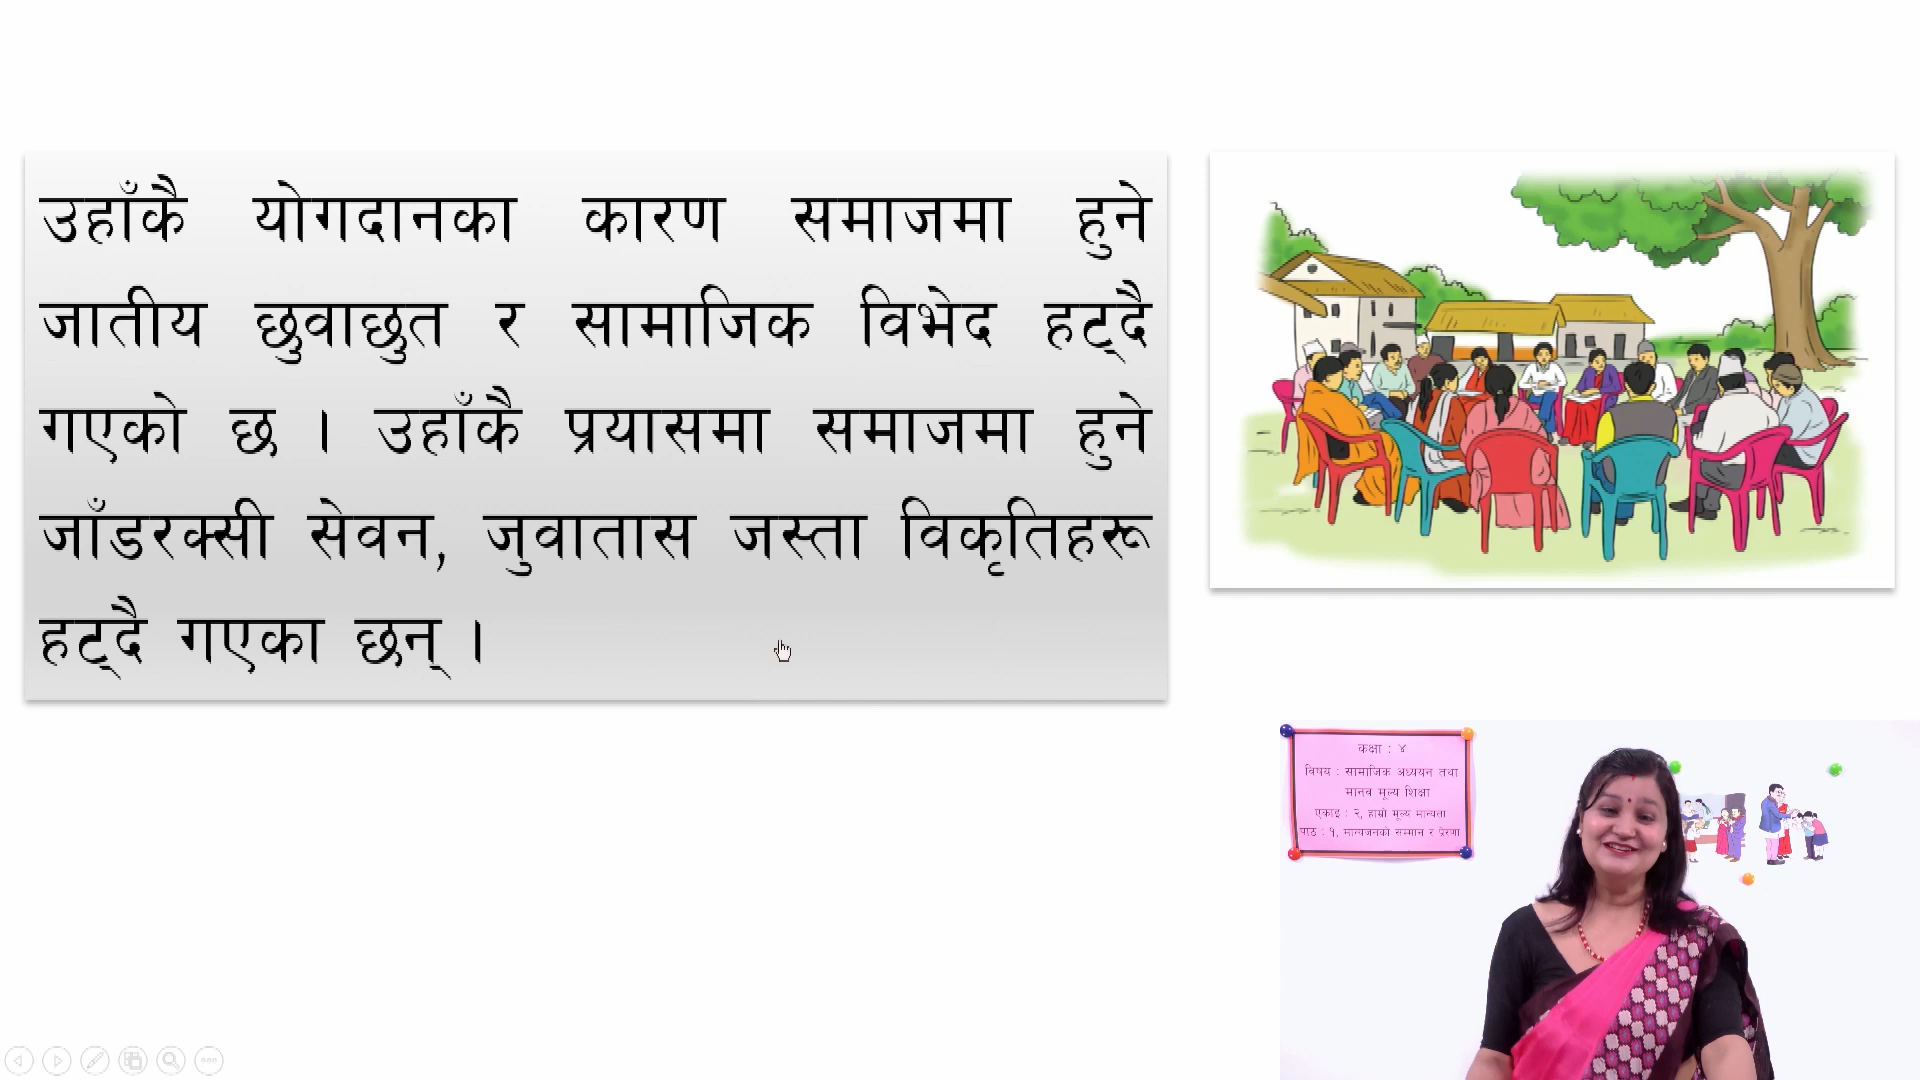 उहाँकै योगदानका कारण समाजमा हुने
जातीय छुवाछुत र सामाजिक विभेद हट्दै
गएको छ । उहाँकै प्रयासमा समाजमा हुने
जाँडरक्सी सेवन, जुवातास जस्ता विकृतिहरू
हट्दै गएका छन् ।
कक्षा : ४
विषय : सामाजिक अध्ययन तथा
मानव मूल्य शिक्षा
एकाइ : २, हाम्रो मूल्य मान्यता
पाठ : १, मान्यजनको सम्मान र प्रेरणा